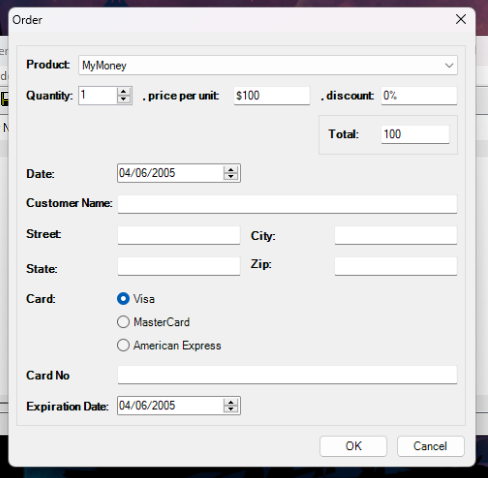 Order
Product: MyMoney
Quantity: 1 , price per unit: $100 , discount: 0%
Total: 100
Date: 04/06/2005
Customer Name:
Street: City:
State: Zip:
Card: Visa
MasterCard
American Express
Card No
Expiration Date: 04/06/2005
OK Cancel